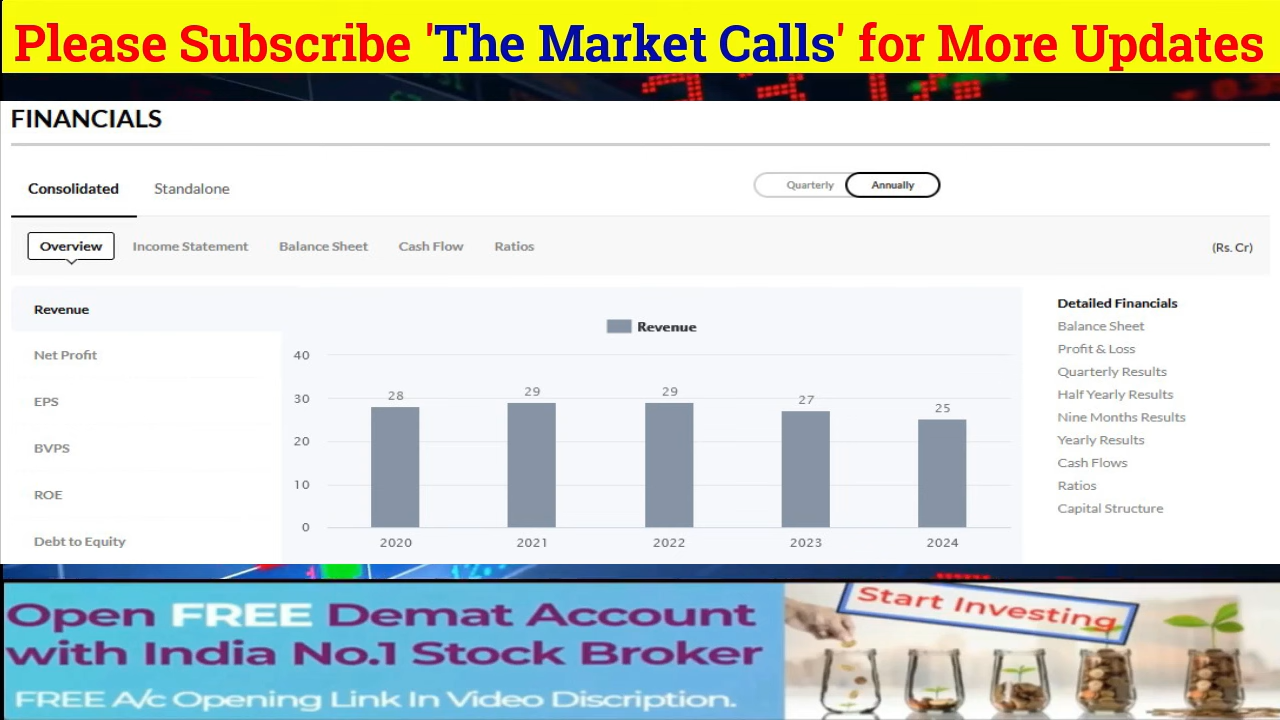 Please Subscribe 'The Market Calls' for More Updates
FINANCIALS
Consolidated Standalone
Quarterly Annually
Overview Income Statement Balance Sheet Cash Flow Ratios (Rs. Cr)
Revenue
Net Profit
EPS
BVPS
ROE
Debt to Equity
Revenue
40
30
20
10
0
28 29 29 27 25
2020 2021 2022 2023 2024
Detailed Financials
Balance Sheet
Profit & Loss
Quarterly Results
Half Yearly Results
Nine Months Results
Yearly Results
Cash Flows
Ratios
Capital Structure
Open FREE Demat Account
with India No.1 Stock Broker
FREE A/c Opening Link In Video Discription.
Start Investing